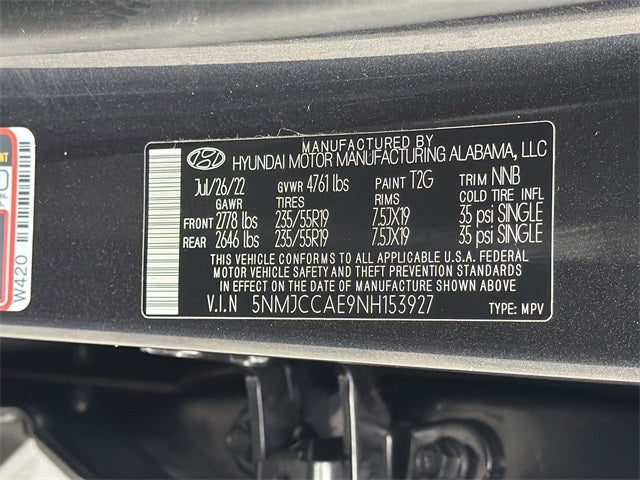 MANUFACTURED BY
HYUNDAI MOTOR MANUFACTURING ALABAMA, LLC
Jul/26/22 GVWR 4761 lbs PAINT T2G TRIM NNB
GAWR TIRES RIMS COLD TIRE INFL
FRONT 2778 lbs 235/55R19 7.5JX19 35 psi SINGLE
REAR 2646 lbs 235/55R19 7.5JX19 35 psi SINGLE
THIS VEHICLE CONFORMS TO ALL APPLICABLE U.S.A. FEDERAL
MOTOR VEHICLE SAFETY AND THEFT PREVENTION STANDARDS
IN EFFECT ON THE DATE OF MANUFACTURE SHOWN ABOVE
V.I.N 5NMJCCAE9NH153927 TYPE: MPV
W420